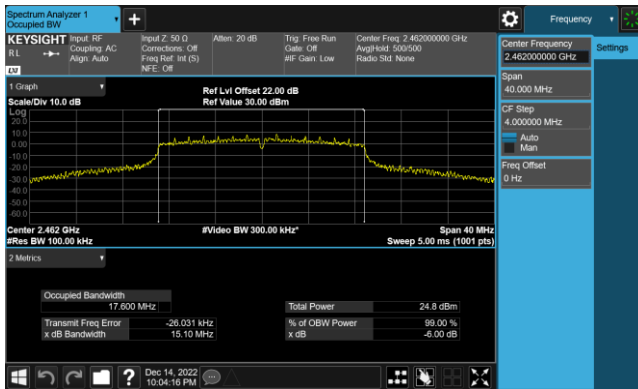 Spectrum Analyzer 1
Occupied BW
Frequency
KEYSIGHT
Input: RF
Coupling: AC
Align: Auto
Input Z: 50 Ω
Corrections: Off
Freq Ref: Int (S)
NFE: Off
Atten: 20 dB
Trig: Free Run
Gate: Off
#IF Gain: Low
Center Freq: 2.462000000 GHz
Avg|Hold: 500/500
Radio Std: None
R L
LXI
Center Frequency
2.462000000 GHz
Settings
Span
40.000 MHz
CF Step
4.000000 MHz
Auto
Man
Freq Offset
0 Hz
1 Graph
Scale/Div 10.0 dB
Ref Lvl Offset 22.00 dB
Ref Value 30.00 dBm
Log
20.0
10.0
0.00
-10.0
-20.0
-30.0
-40.0
-50.0
-60.0
Center 2.462 GHz
#Res BW 100.00 kHz
#Video BW 300.00 kHz*
Span 40 MHz
Sweep 5.00 ms (1001 pts)
2 Metrics
Occupied Bandwidth
17.600 MHz
Total Power 24.8 dBm
Transmit Freq Error -26.031 kHz
% of OBW Power 99.00 %
x dB Bandwidth 15.10 MHz
x dB -6.00 dB
?
Dec 14, 2022
10:04:16 PM